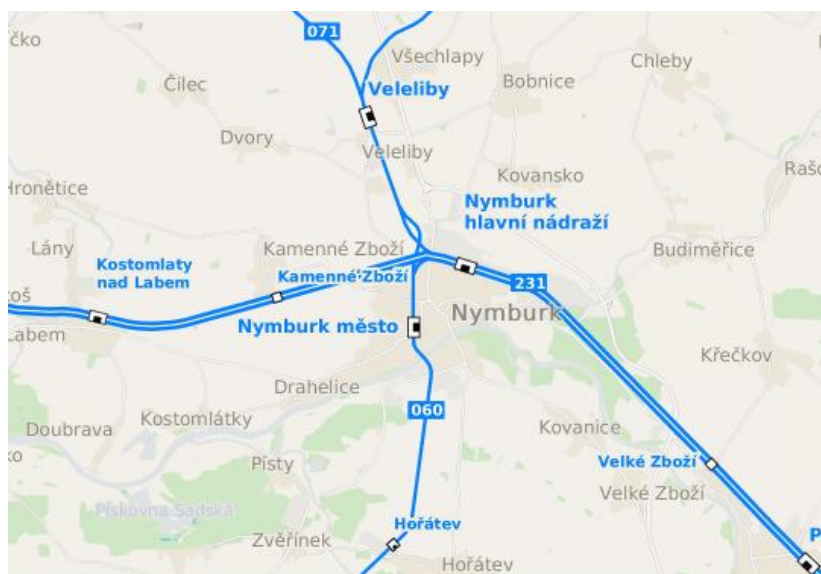 071
ičko
Všechlapy
Chleby
Čilec
Veleliby
Bobnice
Dvory
Veleliby
Kovansko
Hronětice
Nymburk
hlavní nádraží
Lány
Kamenné Zboží
Budiměřice
Kostomlaty
nad Labem
Kamenné Zboží
231
Nymburk město
Nymburk
Labem
Křečkov
Drahelice
Kostomlátky
060
Doubrava
Kovanice
Písty
Velké Zboží
Velké Zboží
Pískovna Sadská
Hořátev
Zvěřínek
Hořátev